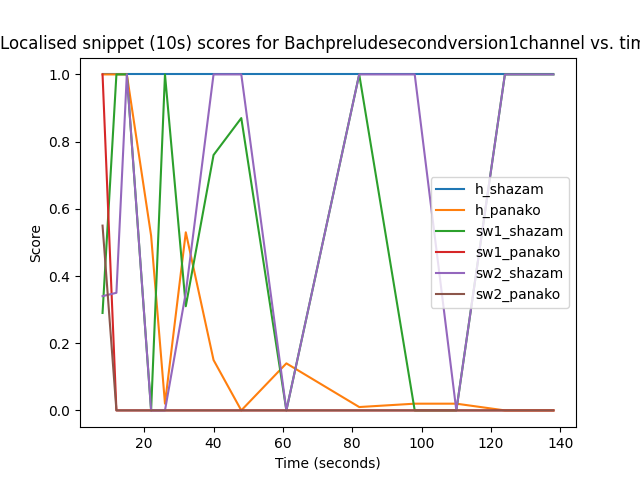 Localised snippet (10s) scores for Bachpreludesecondversion1channel vs. tim
1.0
0.8
0.6
0.4
0.2
0.0
Score
h_shazam
h_panako
sw1_shazam
sw1_panako
sw2_shazam
sw2_panako
20 40 60 80 100 120 140
Time (seconds)